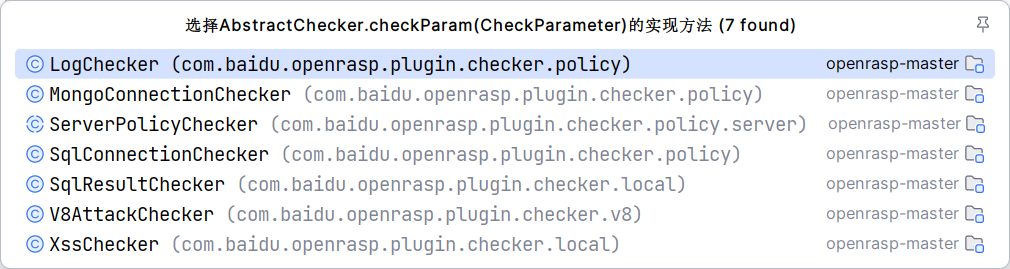 选择AbstractChecker.checkParam(CheckParameter)的实现方法 (7 found)
LogChecker (com.baidu.openrasp.plugin.checker.policy) openrasp-master
MongoConnectionChecker (com.baidu.openrasp.plugin.checker.policy) openrasp-master
ServerPolicyChecker (com.baidu.openrasp.plugin.checker.policy.server) openrasp-master
SqlConnectionChecker (com.baidu.openrasp.plugin.checker.policy) openrasp-master
SqlResultChecker (com.baidu.openrasp.plugin.checker.local) openrasp-master
V8AttackChecker (com.baidu.openrasp.plugin.checker.v8) openrasp-master
XssChecker (com.baidu.openrasp.plugin.checker.local) openrasp-master